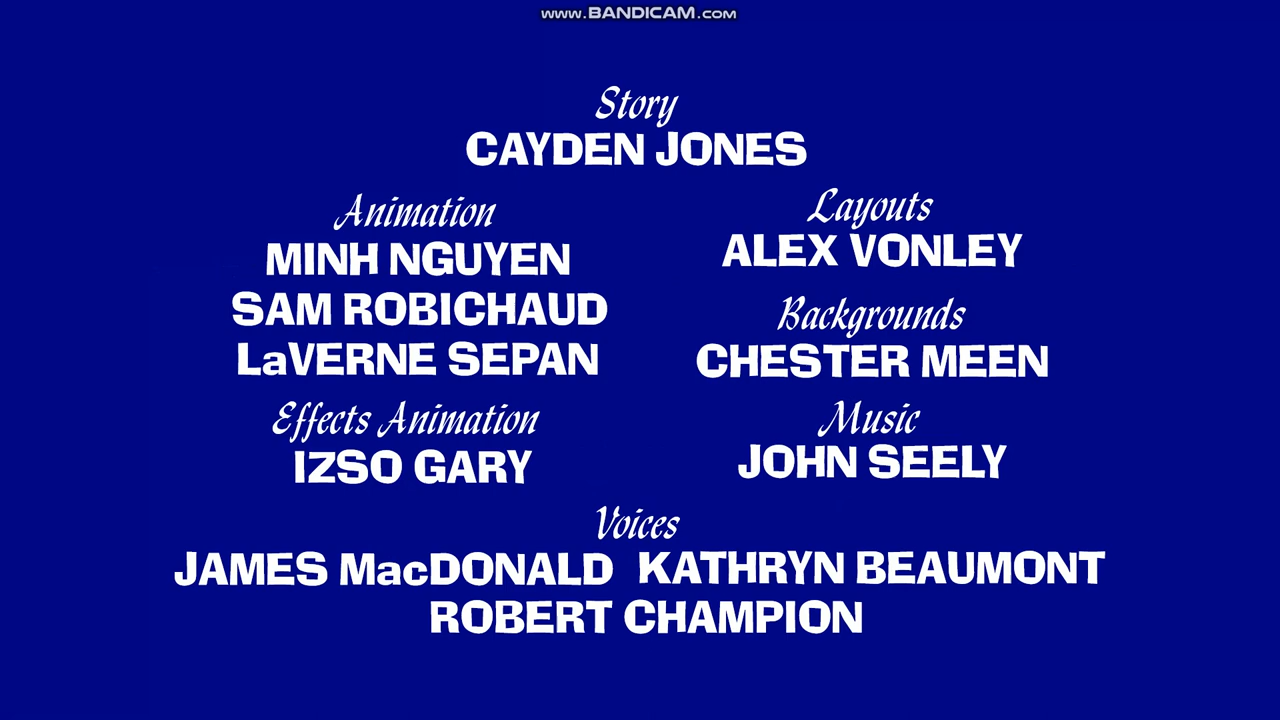 www.BANDICAM.com
Story
CAYDEN JONES
Animation
MINH NGUYEN
SAM ROBICHAUD
LaVERNE SEPAN
Effects Animation
IZSO GARY
Layouts
ALEX VONLEY
Backgrounds
CHESTER MEEN
Music
JOHN SEELY
Voices
JAMES MacDONALD KATHRYN BEAUMONT
ROBERT CHAMPION